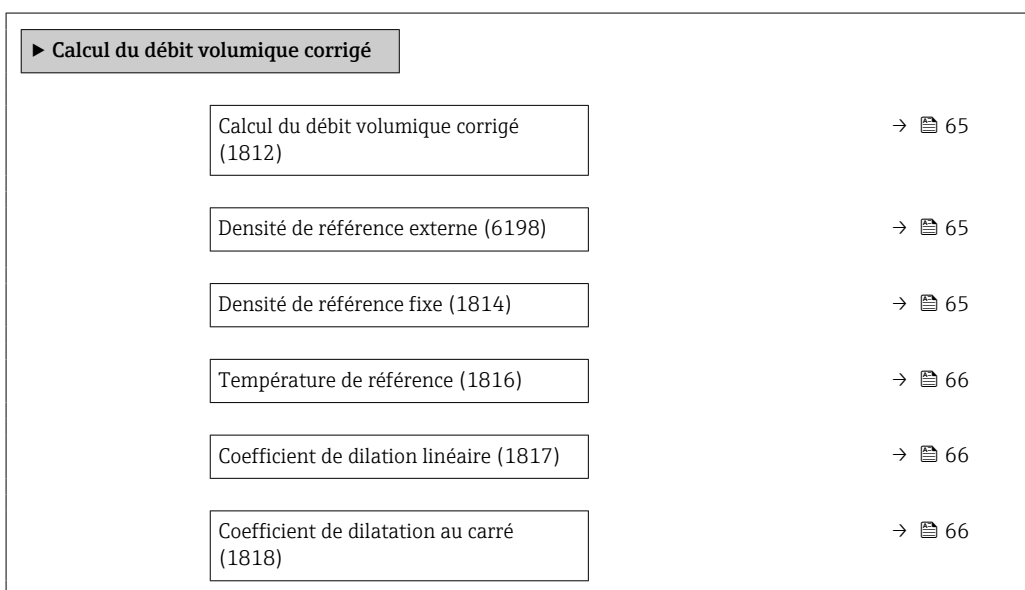 ▶ Calcul du débit volumique corrigé
Calcul du débit volumique corrigé
(1812)
→ 65
Densité de référence externe (6198)
→ 65
Densité de référence fixe (1814)
→ 65
Température de référence (1816)
→ 66
Coefficient de dilation linéaire (1817)
→ 66
Coefficient de dilatation au carré
(1818)
→ 66